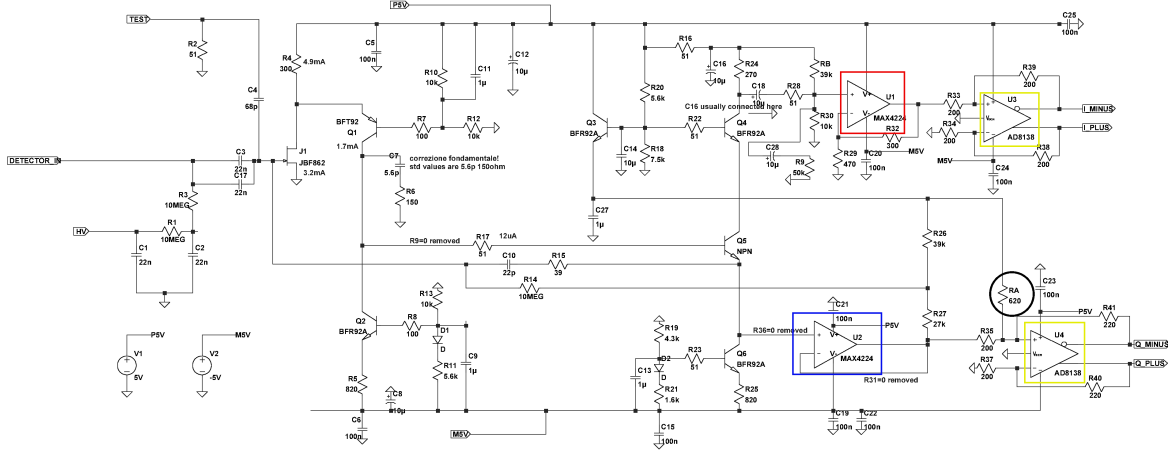 P5V
TEST
R2
51
C4
68p
R4
300
4.9mA
C5
100n
R10
10k
C11
1µ
C12
10µ
BFT92
Q1
1.7mA
R7
100
R12
10k
Q3
BFR92A
R20
5.6k
C14
10µ
R18
7.5k
R16
51
C16
10µ
R24
270
C18
10µ
R28
51
RB
39k
C16 usually connected here
R22
51
Q4
BFR92A
R30
10k
C28
10µ
R9
50k
U1
V+
V-
MAX4224
R32
300
R29
470
C20
100n
M5V
C25
100n
R39
200
R33
200
R34
200
U3
AD8138
R38
200
M5V
C24
100n
I_MINUS
I_PLUS
DETECTOR_IN
C3
22n
C17
22n
J1
JBF862
3.2mA
C7
5.6p
correzione fondamentale!
std values are 5.6p 150ohm
R6
150
R3
10MEG
HV
R1
10MEG
C1
22n
C2
22n
C27
1µ
R9=0 removed
R17
51
12uA
Q5
NPN
C10
22p
R15
39
R14
10MEG
R26
39k
R27
27k
RA
620
C23
100n
P5V
R41
220
Q2
BFR92A
R8
100
R13
10k
D1
D
R11
5.6k
C9
1µ
R5
820
C8
10µ
C6
100n
M5V
R19
4.3k
D2
D
C13
1µ
R21
1.6k
R23
51
Q6
BFR92A
R25
820
C15
100n
R36=0 removed
C21
100n
P5V
U2
V+
V-
MAX4224
R31=0 removed
C19
100n
C22
100n
R35
200
R37
200
U4
AD8138
R40
220
Q_MINUS
Q_PLUS
V1
5V
P5V
V2
-5V
M5V